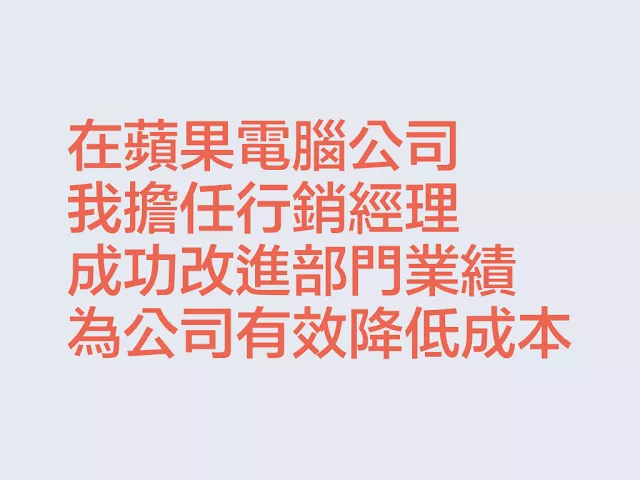 在蘋果電腦公司
我擔任行銷經理
成功改進部門業績
為公司有效降低成本